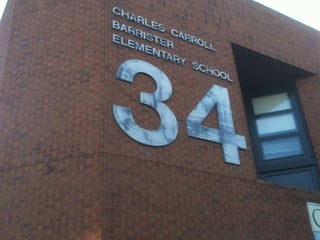 CHARLES CARROLL
BARRISTER
ELEMENTARY SCHOOL
34